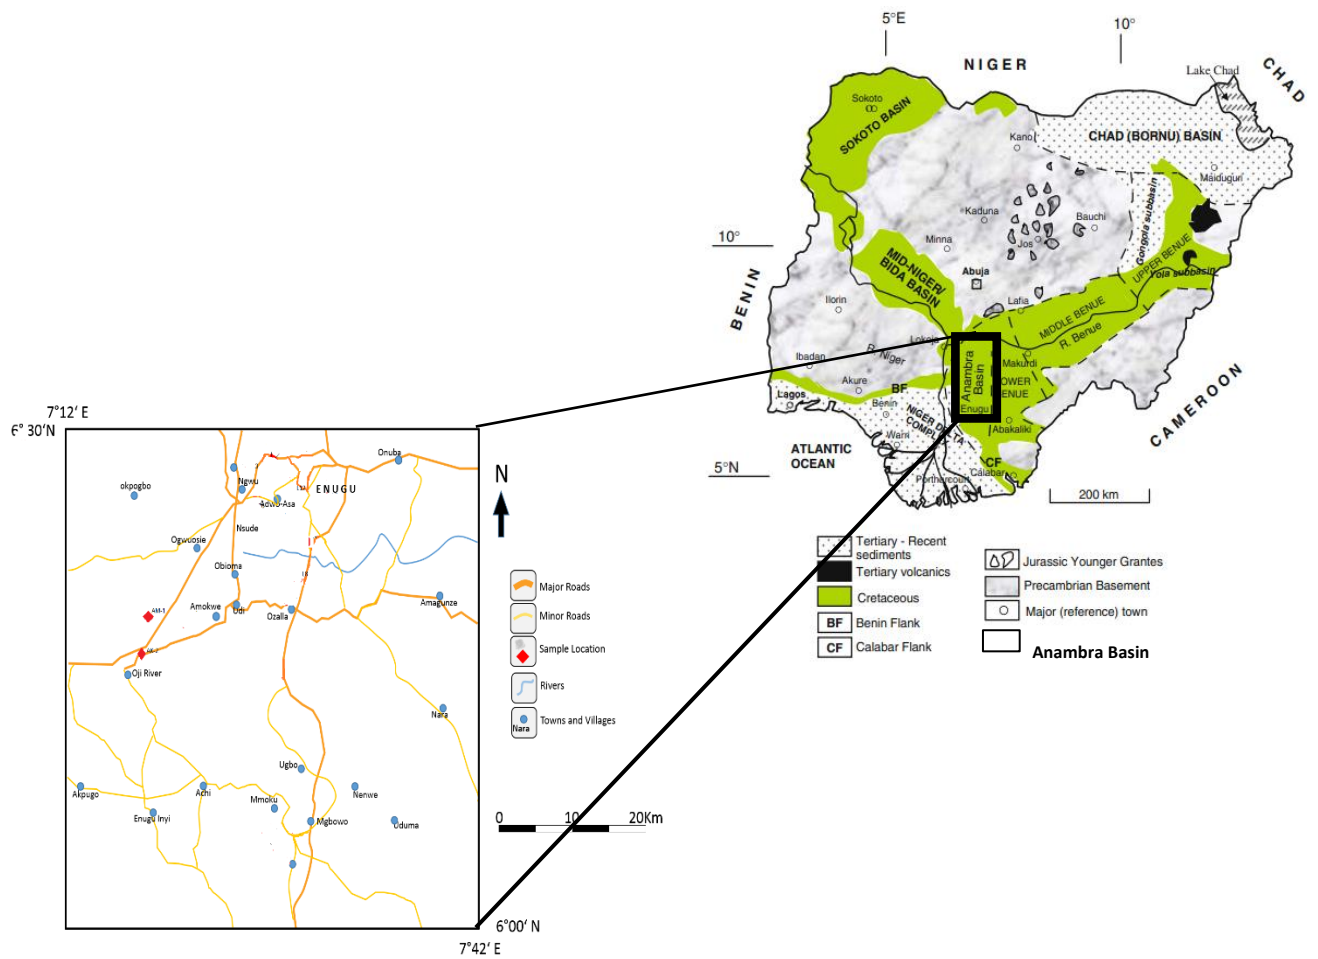 5°E
10°
NIGER
CHAD
Lake Chad
Sokoto
SOKOTO BASIN
Kano
CHAD (BORNU) BASIN
Maiduguri
Gongola subbasin
Kaduna
Bauchi
10°
Minna
Jos
UPPER BENUE
Yola subbasin
MID-NIGER/
BIDA BASIN
Abuja
BENIN
Ilorin
Lafia
MIDDLE BENUE
R. Benue
Lokoja
R. Niger
Ibadan
Anambra
Basin
Makurdi
Akure
BF
LOWER
BENUE
Lagos
Benin
Enugu
NIGER DELTA
COMPLEX
Abakaliki
CAMEROON
Warri
ATLANTIC
OCEAN
CF
Calabar
5°N
Portharcourt
200 km
Tertiary - Recent
sediments
Tertiary volcanics
Cretaceous
BF Benin Flank
CF Calabar Flank
Jurassic Younger Grantes
Precambrian Basement
Major (reference) town
Anambra Basin
7°12′ E
6° 30′N
Onuba
okpogbo
Ngwu
ENUGU
Adwo-Asa
Nsude
Ogwuosie
Obioma
AM-1
Amokwe
Udi
Ozalla
Amagunze
Oji River
Nara
Ugbo
Akpugo
Achi
Mmoku
Nenwe
Enugu Inyi
Mgbowo
Uduma
N
Major Roads
Minor Roads
Sample Location
Rivers
Nara
Towns and Villages
0 10 20Km
6°00′ N
7°42′ E